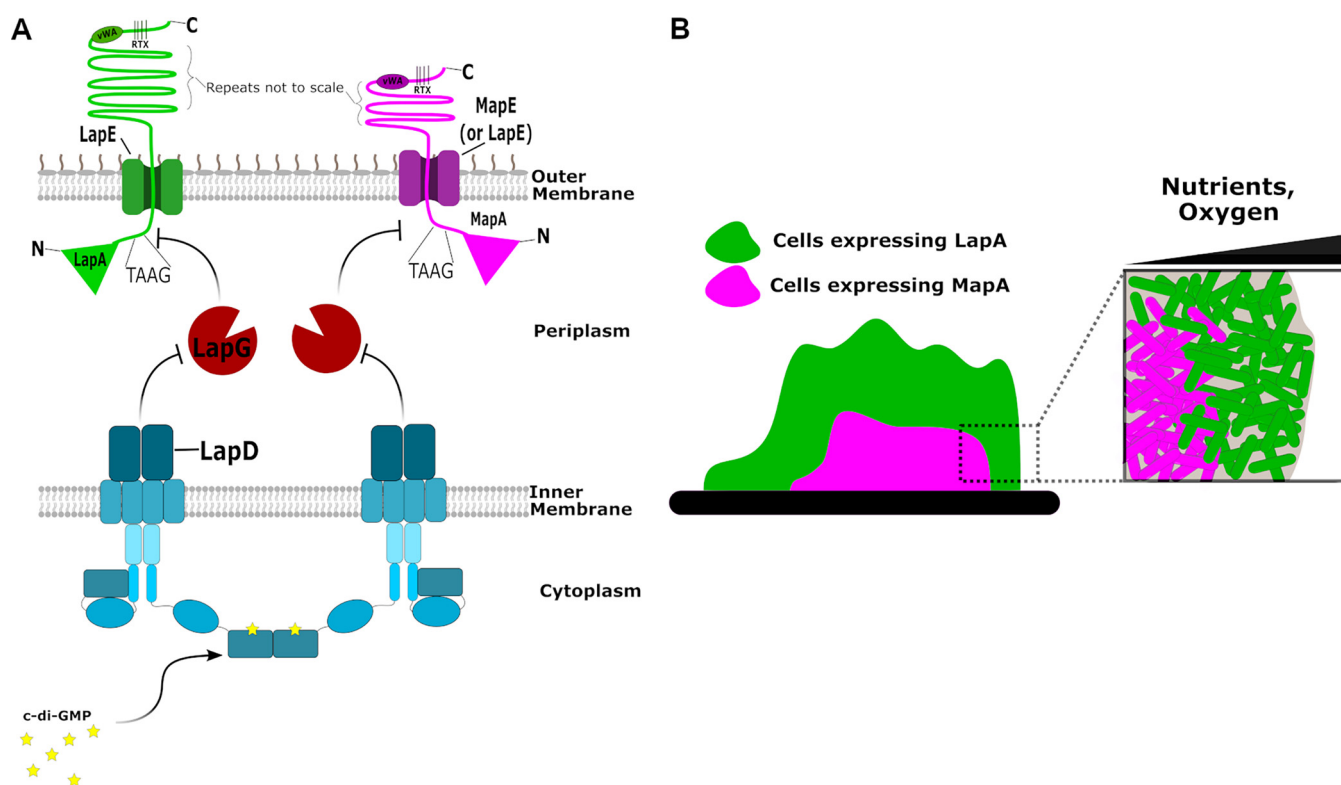 A
vWA
RTX
C
Repeats not to scale
vWA
RTX
C
LapE
MapE
(or LapE)
Outer
Membrane
N
LapA
TAAG
MapA
N
TAAG
LapG
Periplasm
LapD
Inner
Membrane
Cytoplasm
c-di-GMP
B
Nutrients,
Oxygen
Cells expressing LapA
Cells expressing MapA